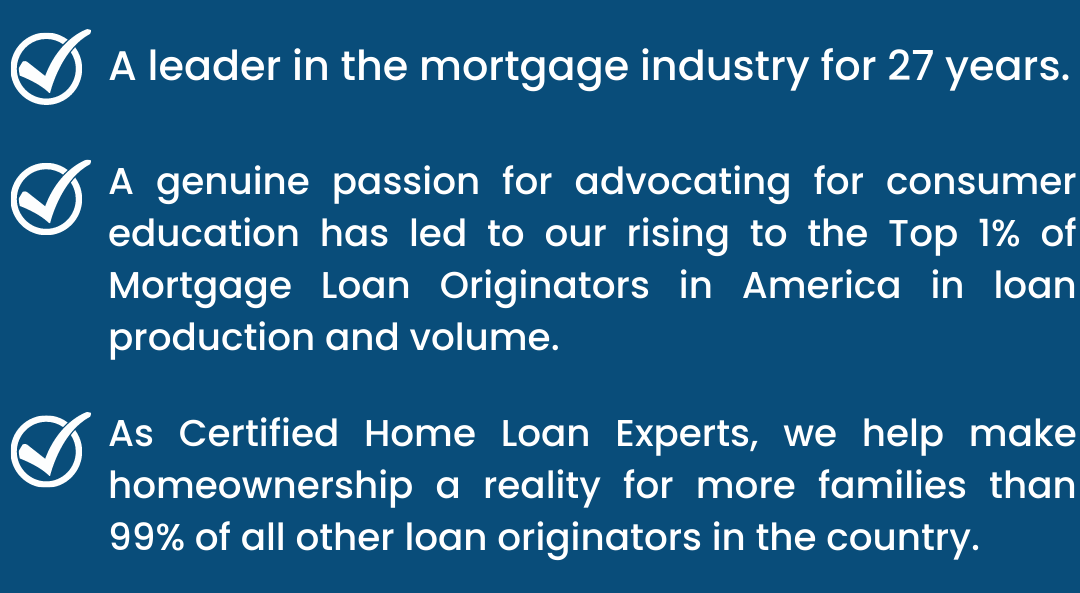 A leader in the mortgage industry for 27 years.
A genuine passion for advocating for consumer
education has led to our rising to the Top 1% of
Mortgage Loan Originators in America in loan
production and volume.
As Certified Home Loan Experts, we help make
homeownership a reality for more families than
99% of all other loan originators in the country.